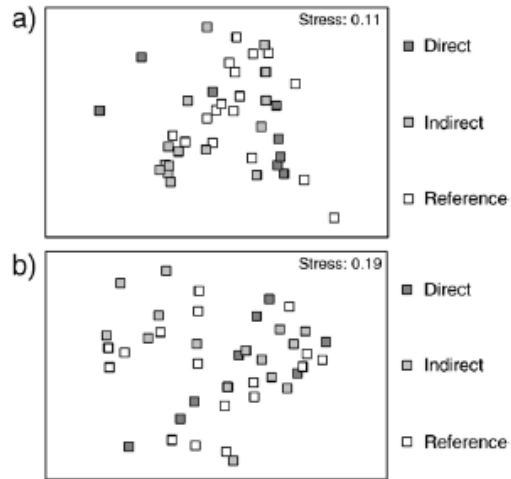 a)
Stress: 0.11
Direct
Indirect
Reference
b)
Stress: 0.19
Direct
Indirect
Reference